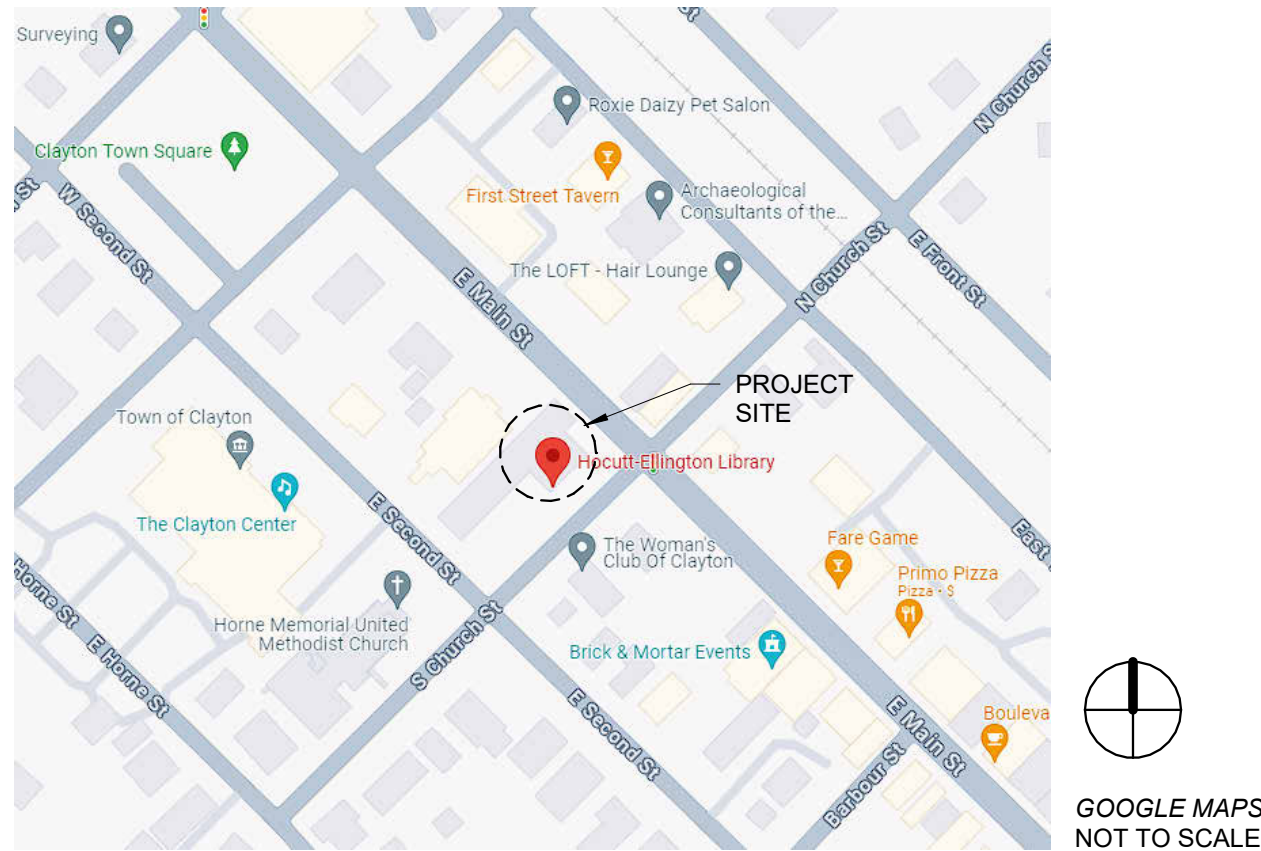 Surveying
St
N Church S
Roxie Daizy Pet Salon
Clayton Town Square
First Street Tavern
Archaeological
Consultants of the...
St
W Second St
N Church St
E Front St
The LOFT - Hair Lounge
E Main St
PROJECT
SITE
Town of Clayton
Hocutt-Ellington Library
The Clayton Center
E Second St
The Woman's
Club Of Clayton
Fare Game
East
Primo Pizza
Pizza • $
Horne St
Horne Memorial United
Methodist Church
S Church St
E Horne St
Brick & Mortar Events
E Second St
E Main St
Bouleva
Barbour St
GOOGLE MAPS
NOT TO SCALE